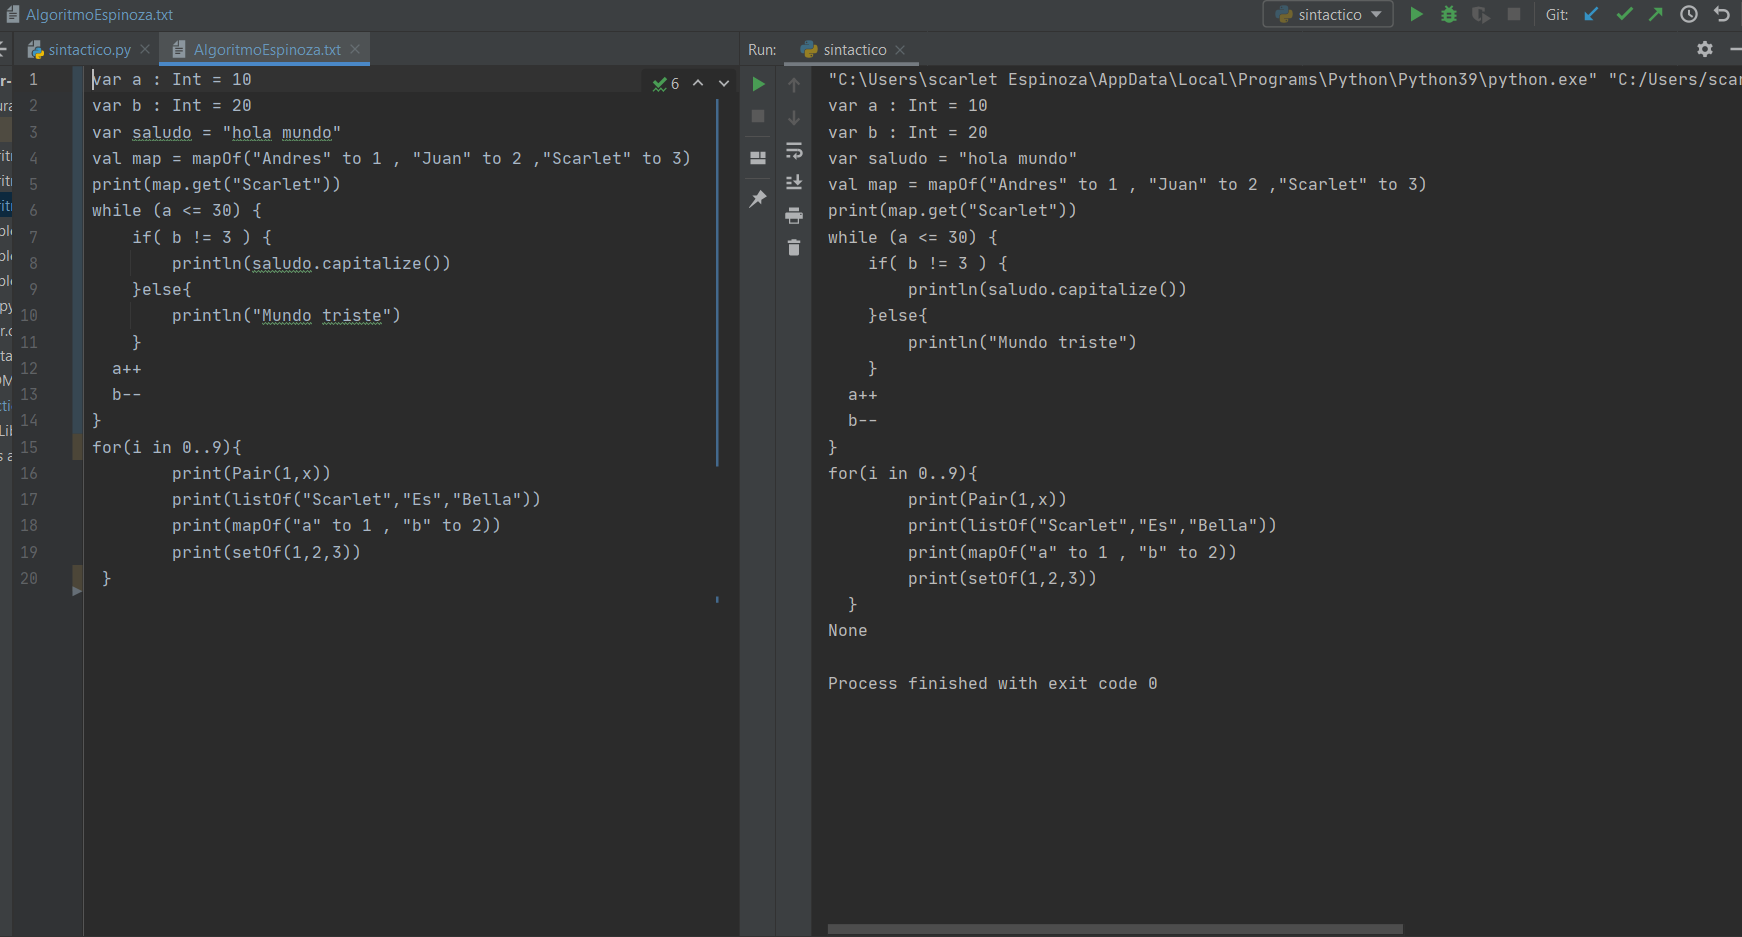 AlgoritmoEspinoza.txt
sintactico
Git:
sintactico.py
AlgoritmoEspinoza.txt
Run:
sintactico
1 var a : Int = 10
2 var b : Int = 20
3 var saludo = "hola mundo"
4 val map = mapOf("Andres" to 1 , "Juan" to 2 ,"Scarlet" to 3)
5 print(map.get("Scarlet"))
6 while (a <= 30) {
7     if( b != 3 ) {
8         println(saludo.capitalize())
9     }else{
10         println("Mundo triste")
11     }
12   a++
13   b--
14 }
15 for(i in 0..9){
16         print(Pair(1,x))
17         print(listOf("Scarlet","Es","Bella"))
18         print(mapOf("a" to 1 , "b" to 2))
19         print(setOf(1,2,3))
20  }
6
"C:\Users\scarlet Espinoza\AppData\Local\Programs\Python\Python39\python.exe" "C:/Users/scar
var a : Int = 10
var b : Int = 20
var saludo = "hola mundo"
val map = mapOf("Andres" to 1 , "Juan" to 2 ,"Scarlet" to 3)
print(map.get("Scarlet"))
while (a <= 30) {
    if( b != 3 ) {
        println(saludo.capitalize())
    }else{
        println("Mundo triste")
    }
  a++
  b--
}
for(i in 0..9){
        print(Pair(1,x))
        print(listOf("Scarlet","Es","Bella"))
        print(mapOf("a" to 1 , "b" to 2))
        print(setOf(1,2,3))
  }
None
Process finished with exit code 0